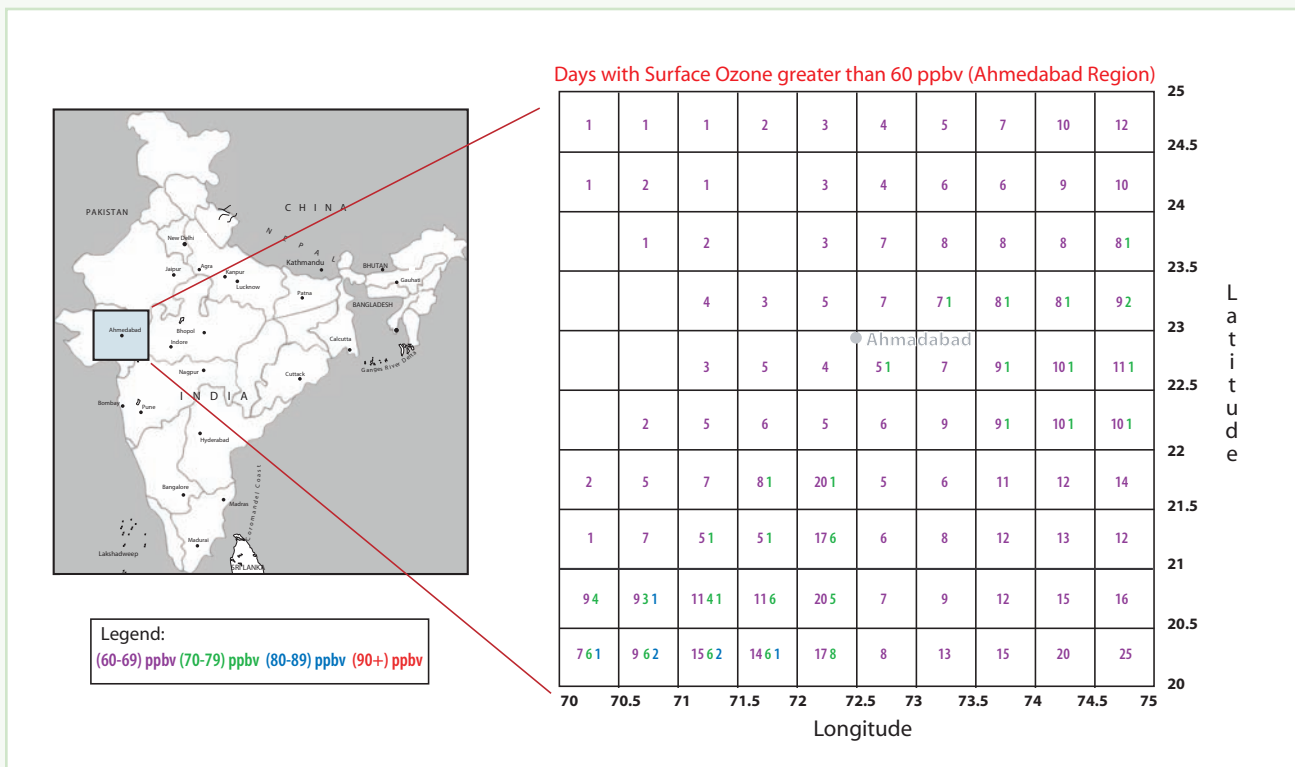 Days with Surface Ozone greater than 60 ppbv (Ahmedabad Region)
PAKISTAN
C H I N A
N E P A L
New Delhi
Agra
Jaipur
Kanpur
Lucknow
Kathmandu
BHUTAN
Gauhati
Patna
BANGLADESH
Ahmedabad
Bhopol
Indore
Calcutta
Ganges River Delta
Nagpur
Cuttack
I N D I A
Bombay
Pune
Hyderabad
Coromandel Coast
Bangalore
Madras
Lakshadweep
Madurai
SRI LANKA
Legend:
(60-69) ppbv (70-79) ppbv (80-89) ppbv (90+) ppbv
25
1 1 1 2 3 4 5 7 10 12
24.5
1 2 1 3 4 6 6 9 10
24
1 2 3 7 8 8 8 8 1
23.5
4 3 5 7 7 1 8 1 8 1 9 2
23
Ahmadabad
3 5 4 5 1 7 9 1 10 1 11 1
22.5
2 5 6 5 6 9 9 1 10 1 10 1
22
2 5 7 8 1 20 1 5 6 11 12 14
21.5
1 7 5 1 5 1 17 6 6 8 12 13 12
21
9 4 9 3 1 11 4 1 11 6 20 5 7 9 12 15 16
20.5
7 6 1 9 6 2 15 6 2 14 6 1 17 8 8 13 15 20 25
20
70 70.5 71 71.5 72 72.5 73 73.5 74 74.5 75
Longitude
Latitude